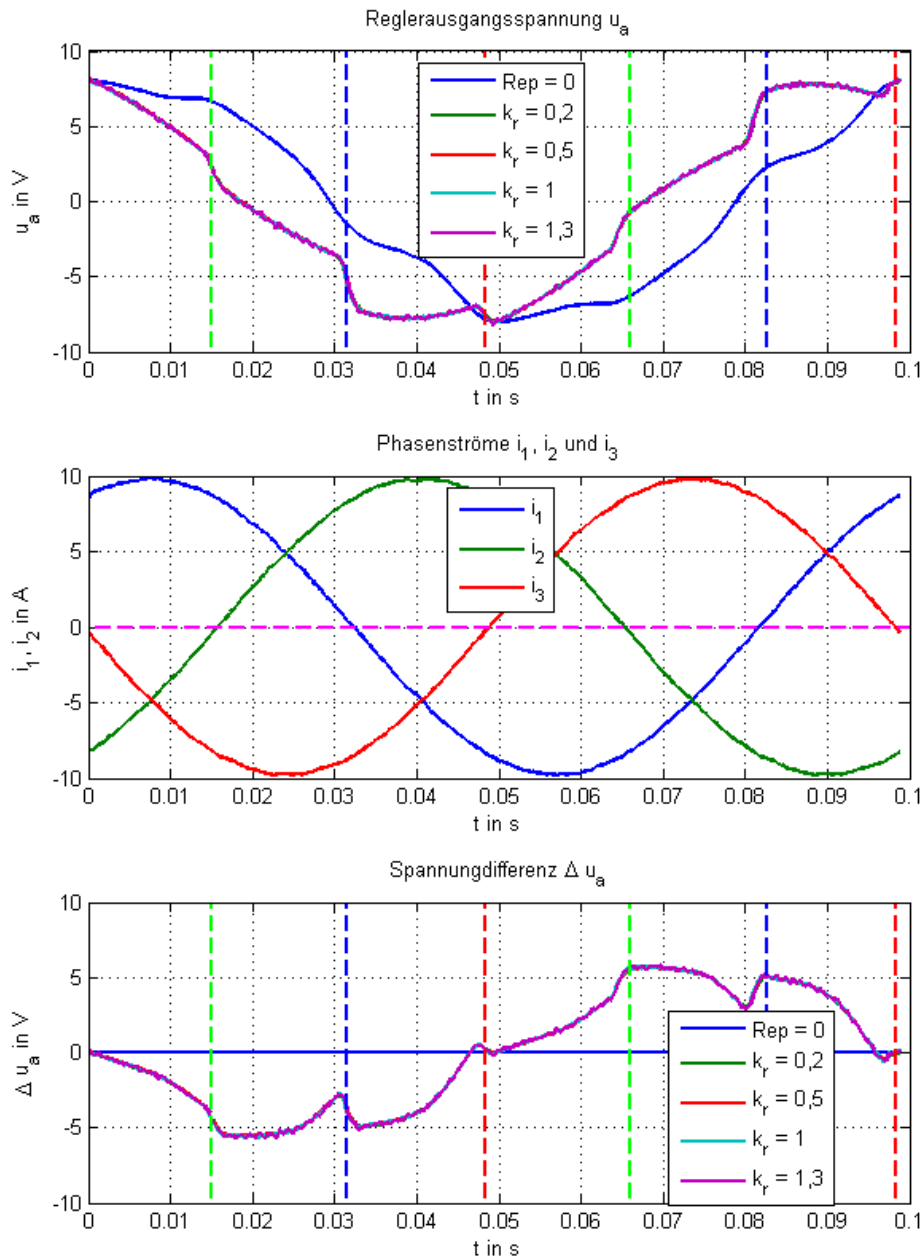 Reglerausgangsspannung u_a
10
5
0
-5
-10
u_a in V
Rep = 0
k_r = 0,2
k_r = 0,5
k_r = 1
k_r = 1,3
0 0.01 0.02 0.03 0.04 0.05 0.06 0.07 0.08 0.09 0.1
t in s
Phasenströme i_1, i_2 und i_3
10
5
0
-5
-10
i_1, i_2 in A
i_1
i_2
i_3
0 0.01 0.02 0.03 0.04 0.05 0.06 0.07 0.08 0.09 0.1
t in s
Spannungdifferenz Δ u_a
10
5
0
-5
-10
Δ u_a in V
Rep = 0
k_r = 0,2
k_r = 0,5
k_r = 1
k_r = 1,3
0 0.01 0.02 0.03 0.04 0.05 0.06 0.07 0.08 0.09 0.1
t in s